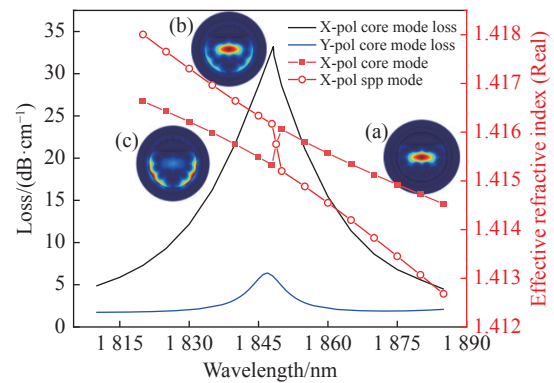 (b)
X-pol core mode loss
Y-pol core mode loss
X-pol core mode
X-pol spp mode
(c)
(a)
35
30
25
20
15
10
5
0
Loss/(dB·cm⁻¹)
1.418
1.417
1.416
1.415
1.414
1.413
1.412
Effective refractive index (Real)
1 815 1 830 1 845 1 860 1 875 1 890
Wavelength/nm